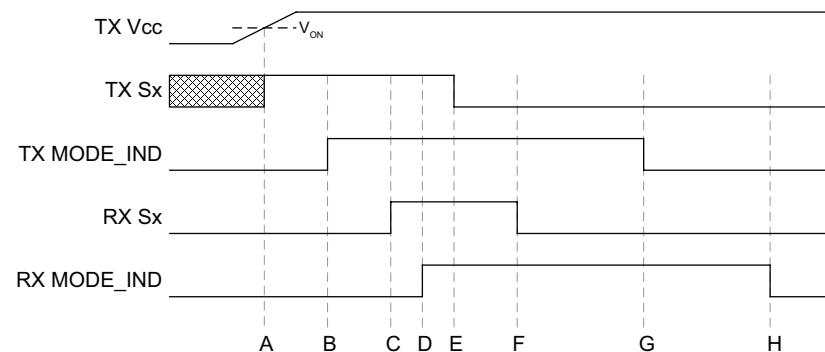 TX Vcc
V_ON
TX Sx
TX MODE_IND
RX Sx
RX MODE_IND
A B C D E F G H